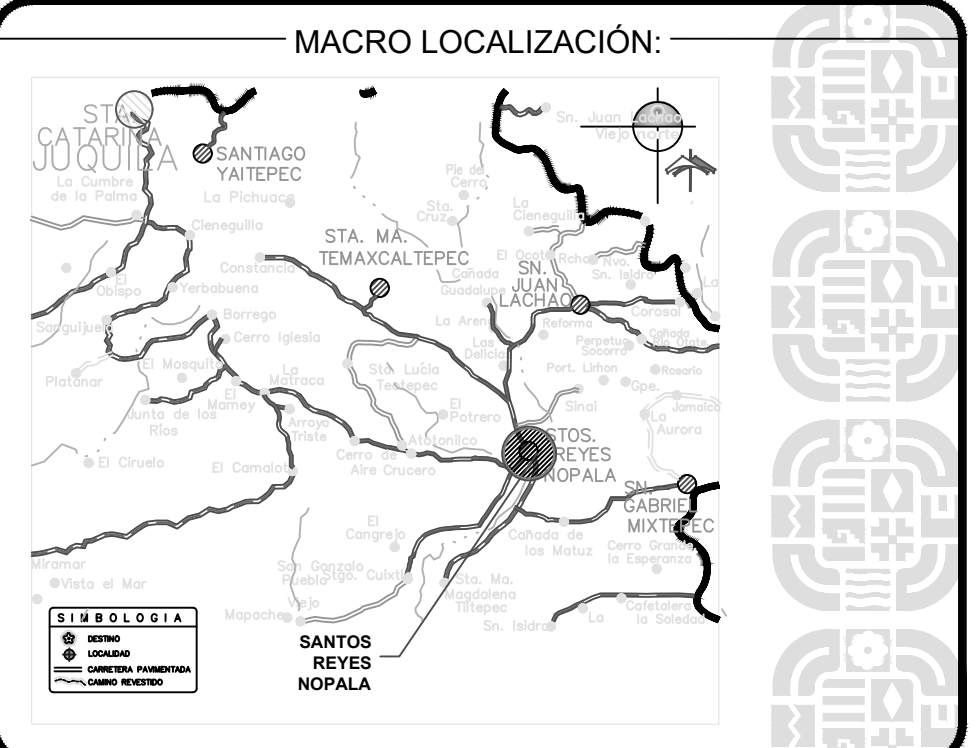 MACRO LOCALIZACIÓN:
STA.
CATARINA
JUQUILA
SANTIAGO
YAITEPEC
Sn. Juan Lachao
Viejo
norte
La Cumbre
de la Palma
La Pichuaca
Pie del
Cerro
Sta.
Cruz
La
Cieneguilla
Cieneguilla
STA. MA.
TEMAXCALTEPEC
Constancia
El Ocote
Nvo.
Sn. Isidro
SN.
JUAN
LACHAO
Cañada
Guadalupe
La
El
Obispo
Yerbabuena
Borrego
Sanguijuela
Cerro Iglesia
La Arena
Reforma
Corosal
Las
Delicias
Perpetuo
Socorro
Cañada
Rio Otate
El Mosquito
La
Matraca
Sta. Lucía
Teotepec
Port. Limon
Rosario
Gpe.
Platanar
El
Mamey
Junta de los
Ríos
Arroyo
Triste
El
Potrero
Sinai
Jamaica
La
Aurora
Atotonilco
Cerro de
Aire
Crucero
STOS.
REYES
NOPALA
El Ciruelo
El Camalote
SN.
GABRIEL
MIXTEPEC
El
Cangrejo
Cañada de
los Matuz
Cerro Grande
la Esperanza
Miramar
Vista el Mar
San Gonzalo
Pueblo
Viejo
Stgo. Cuixtla
Sta. Ma.
Magdalena
Tiltepec
Mapache
Sn. Isidro
La
Cafetalera
la Soledad
SANTOS
REYES
NOPALA
SIMBOLOGIA
DESTINO
LOCALIDAD
CARRETERA PAVIMENTADA
CAMINO REVESTIDO